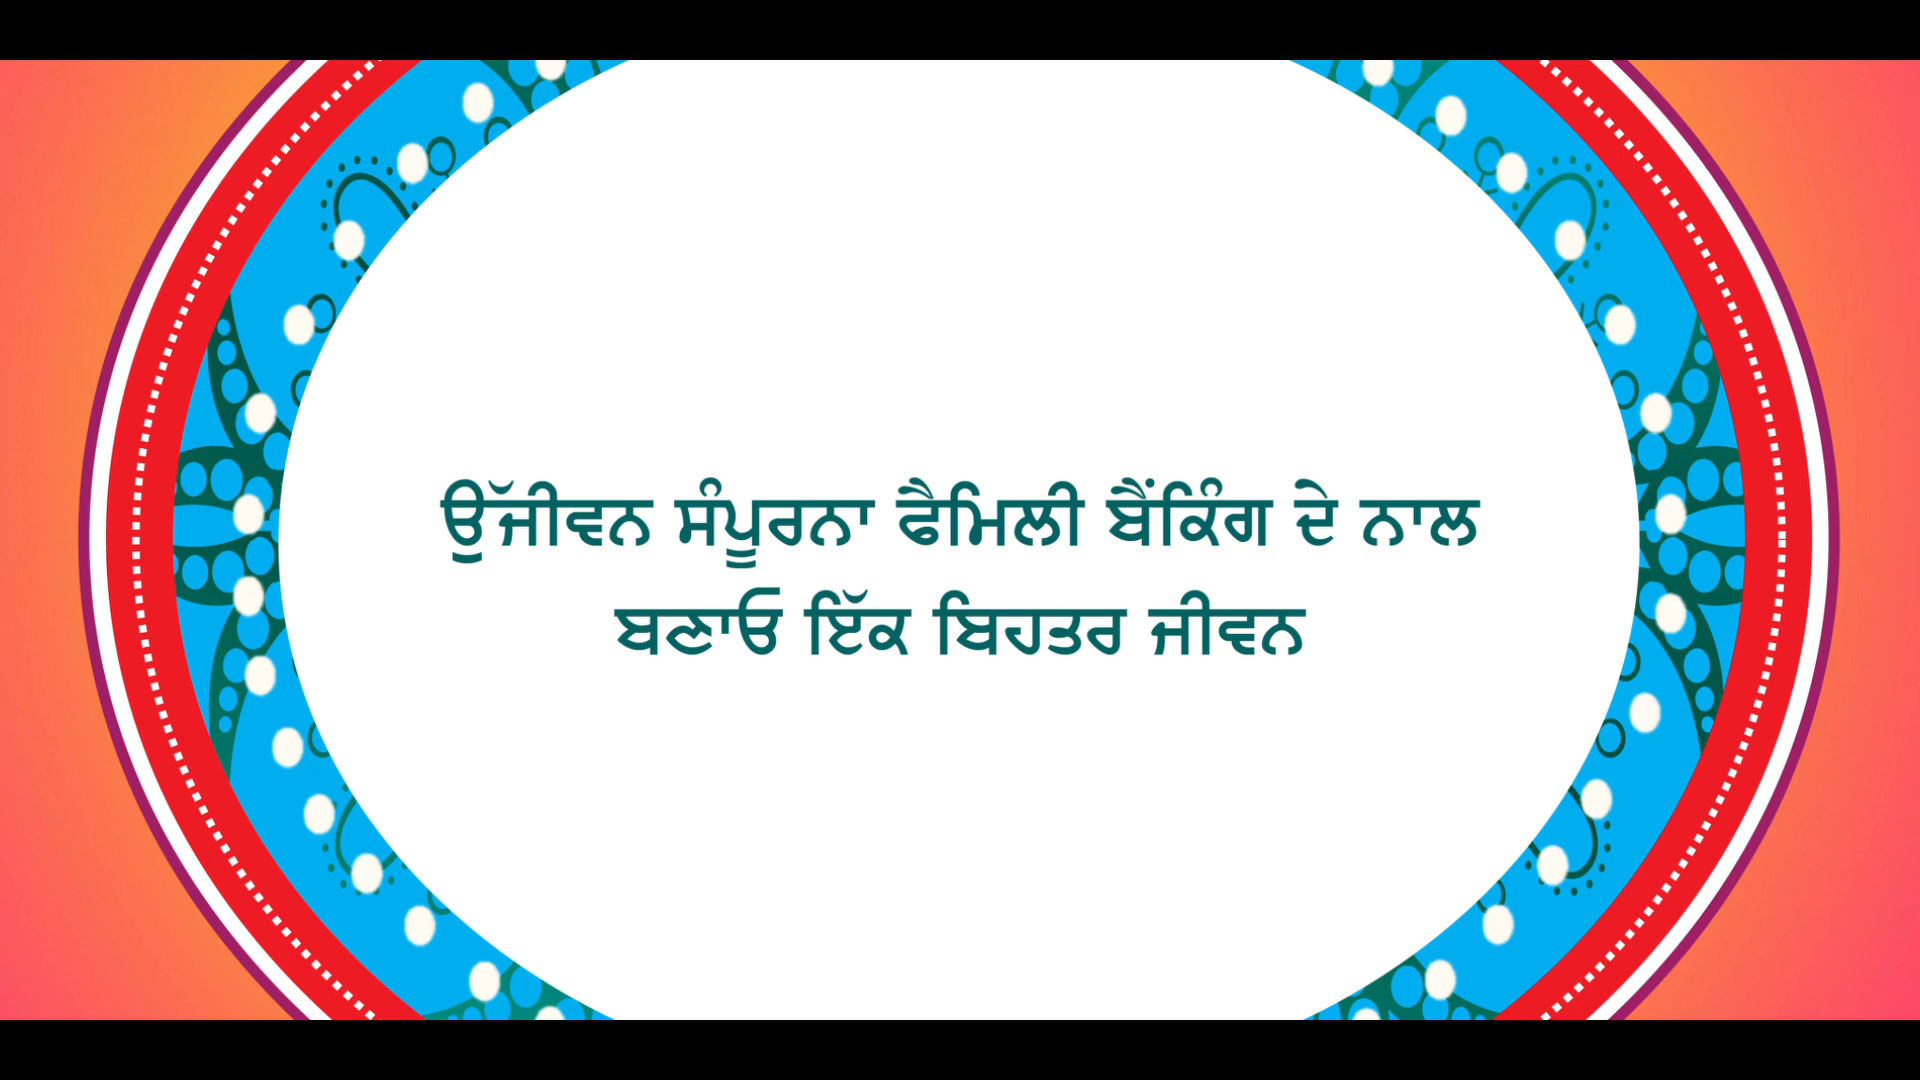 ਉੱਜੀਵਨ ਸੰਪੂਰਨਾ ਫੈਮਿਲੀ ਬੈਂਕਿੰਗ ਦੇ ਨਾਲ
ਬਣਾਓ ਇੱਕ ਬਿਹਤਰ ਜੀਵਨ